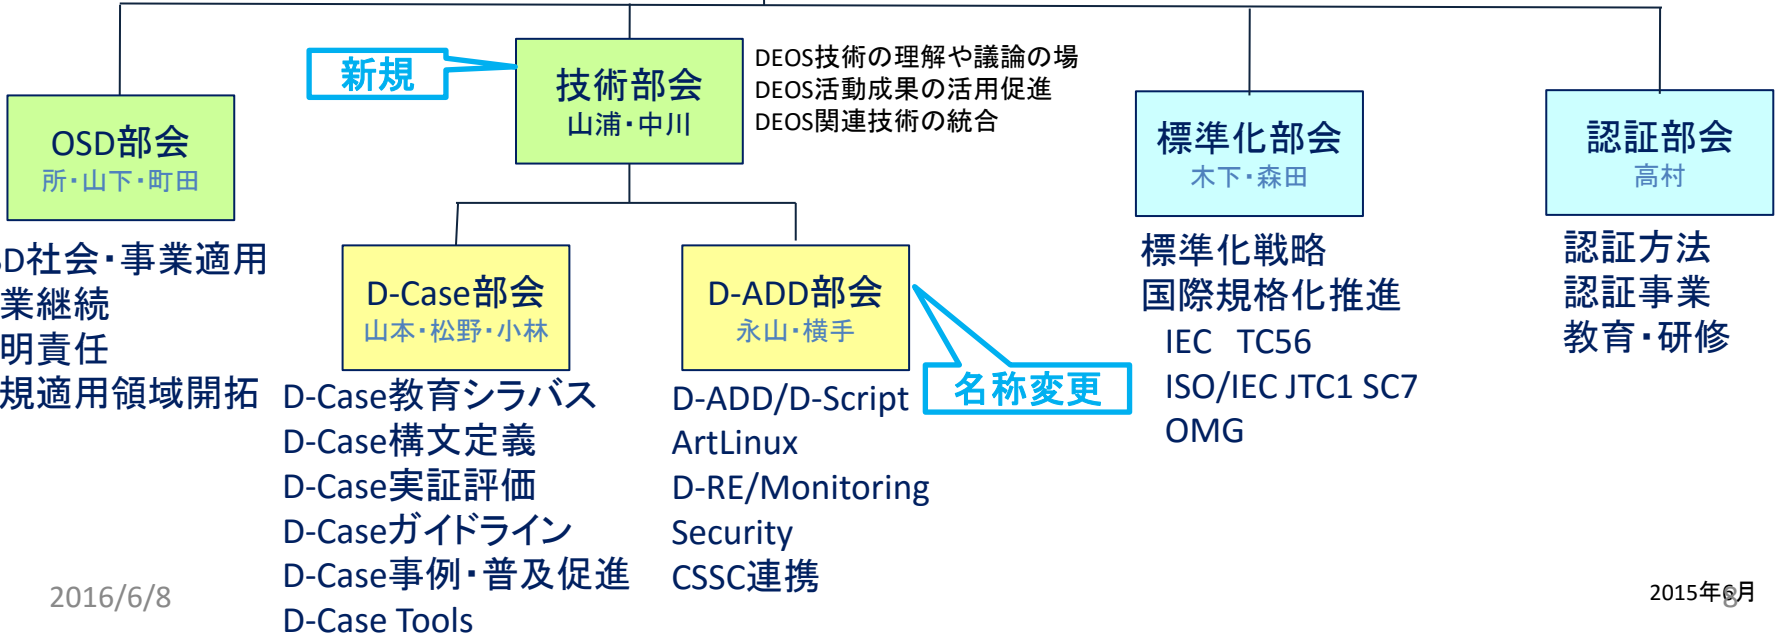 新規
技術部会
山浦・中川
DEOS技術の理解や議論の場
DEOS活動成果の活用促進
DEOS関連技術の統合
OSD部会
所・山下・町田
標準化部会
木下・森田
認証部会
高村
D社会・事業適用
業継続
明責任
規適用領域開拓
D-Case部会
山本・松野・小林
D-ADD部会
永山・横手
名称変更
D-Case教育シラバス
D-Case構文定義
D-Case実証評価
D-Caseガイドライン
D-Case事例・普及促進
D-Case Tools
D-ADD/D-Script
ArtLinux
D-RE/Monitoring
Security
CSSC連携
標準化戦略
国際規格化推進
IEC TC56
ISO/IEC JTC1 SC7
OMG
認証方法
認証事業
教育・研修
2016/6/8
2015年6月
8